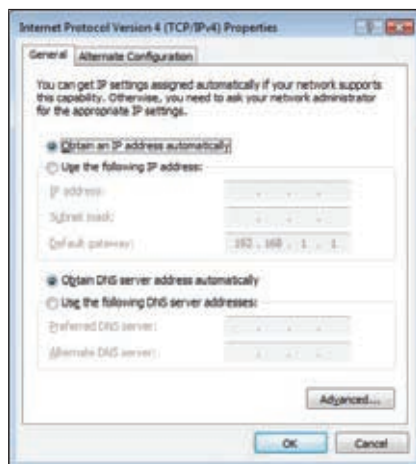 Internet Protocol Version 4 (TCP/IPv4) Properties
General
Alternate Configuration
You can get IP settings assigned automatically if your network supports
this capability. Otherwise, you need to ask your network administrator
for the appropriate IP settings.
Obtain an IP address automatically
Use the following IP address:
IP address:
Subnet mask:
Default gateway:
192 . 168 . 1 . 1
Obtain DNS server address automatically
Use the following DNS server addresses:
Preferred DNS server:
Alternate DNS server:
Advanced...
OK
Cancel